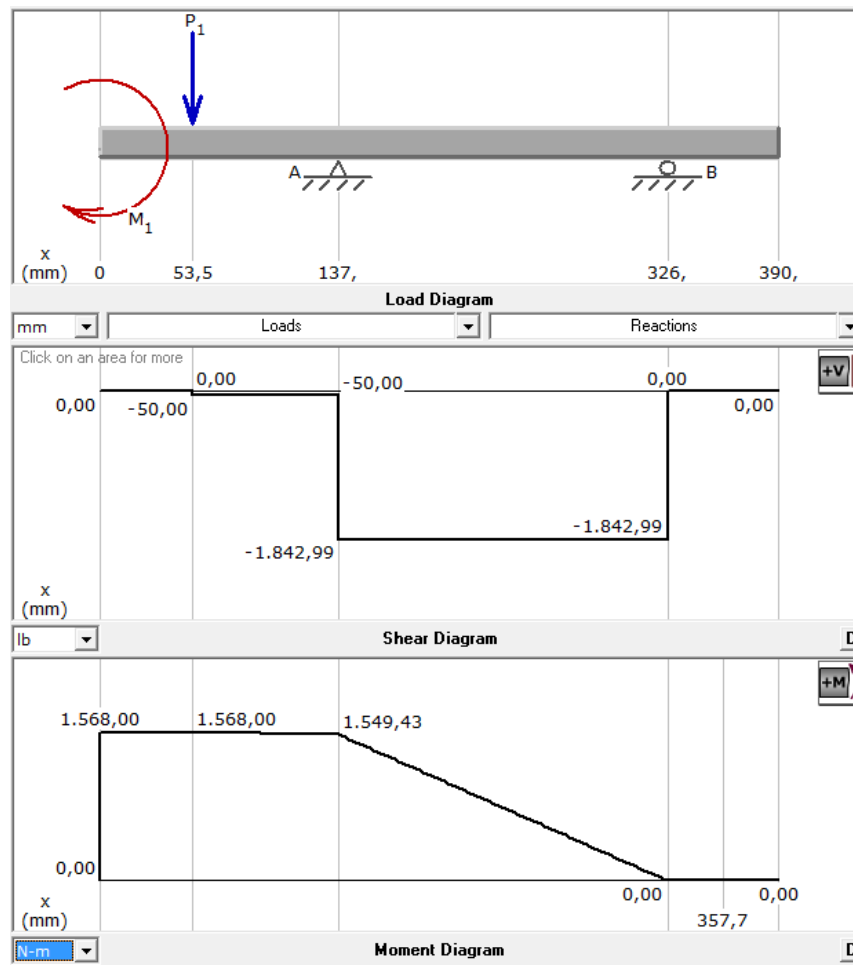 P1
A
B
M1
x
(mm) 0 53,5 137, 326, 390,
Load Diagram
mm Loads Reactions
Click on an area for more
+V
0,00 -50,00 0,00 -50,00 0,00 0,00
-1.842,99 -1.842,99
x
(mm)
lb Shear Diagram D
+M
1.568,00 1.568,00 1.549,43
0,00 0,00 0,00
x
(mm) 357,7
N-m Moment Diagram D